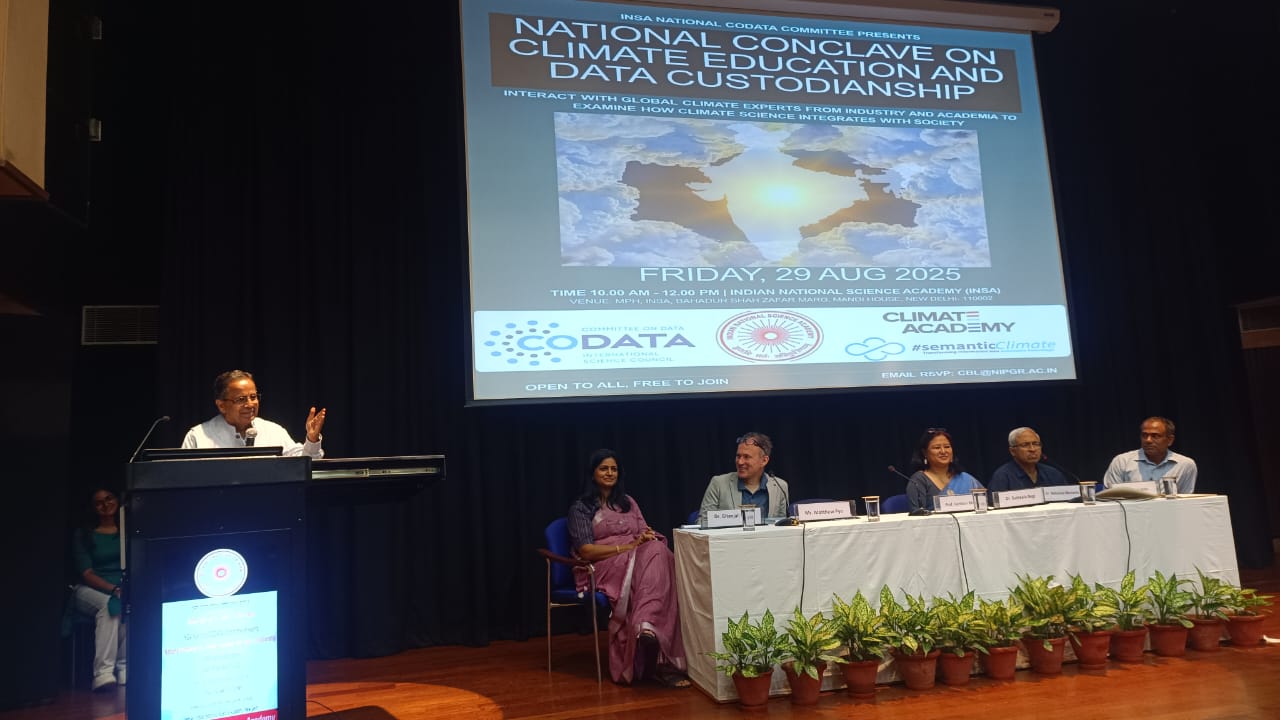 INSA NATIONAL CODATA COMMITTEE PRESENTS
NATIONAL CONCLAVE ON
CLIMATE EDUCATION AND
DATA CUSTODIANSHIP
INTERACT WITH GLOBAL CLIMATE EXPERTS FROM INDUSTRY AND ACADEMIA TO
EXAMINE HOW CLIMATE SCIENCE INTEGRATES WITH SOCIETY
FRIDAY, 29 AUG 2025
TIME 10.00 AM - 12.00 PM | INDIAN NATIONAL SCIENCE ACADEMY (INSA)
VENUE: MPH, INSA, BAHADUR SHAH ZAFAR MARG, MANDI HOUSE, NEW DELHI- 110002
COMMITTEE ON DATA
CODATA
INTERNATIONAL
SCIENCE COUNCIL
INDIAN NATIONAL SCIENCE ACADEMY
CLIMATE
ACADEMY
#semanticClimate
OPEN TO ALL, FREE TO JOIN
EMAIL RSVP: CBL@NIPGR.AC.IN
Mr. Matthew Pye